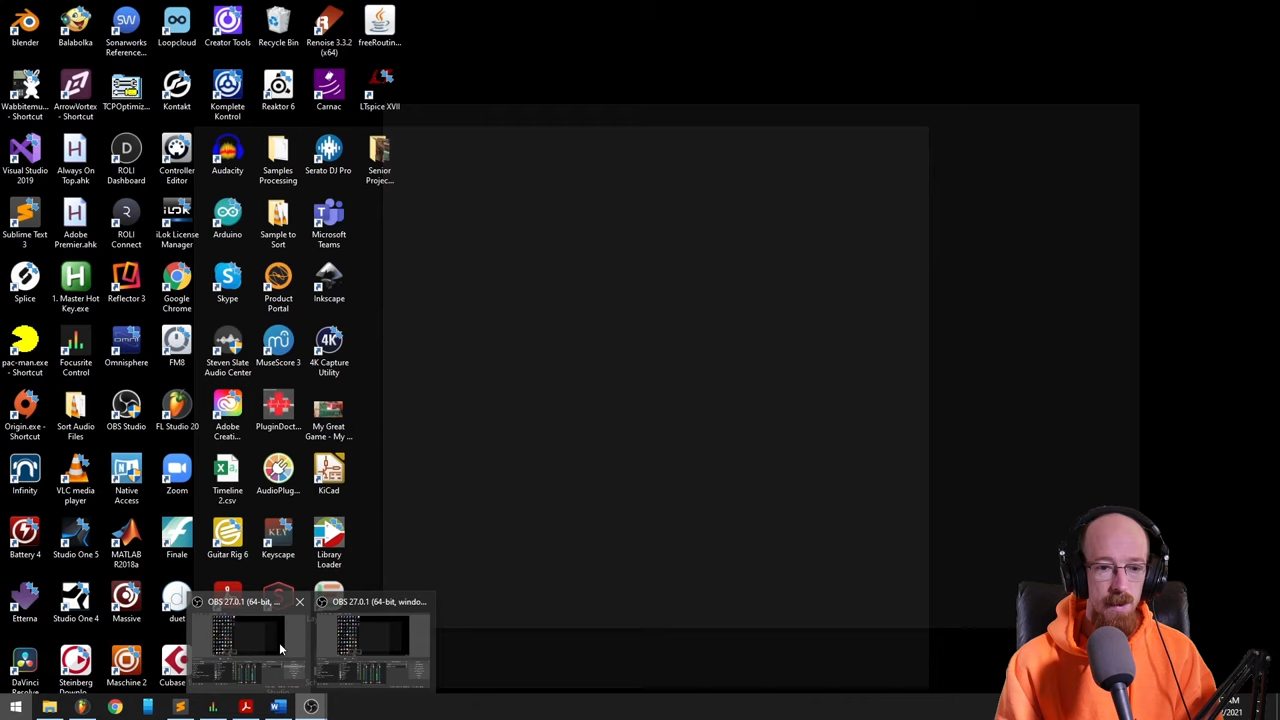 blender
Balabolka
Sonarworks
Reference...
Loopcloud
Creator Tools
Recycle Bin
Renoise 3.3.2
(x64)
freeRoutin...
Wabbitemu...
- Shortcut
ArrowVortex
- Shortcut
TCPOptimiz...
Kontakt
Komplete
Kontrol
Reaktor 6
Carnac
LTspice XVII
Visual Studio
2019
Always On
Top.ahk
ROLI
Dashboard
Controller
Editor
Audacity
Samples
Processing
Serato DJ Pro
Senior
Projec...
Sublime Text
3
Adobe
Premier.ahk
ROLI
Connect
iLok License
Manager
Arduino
Sample to
Sort
Microsoft
Teams
Splice
1. Master Hot
Key.exe
Reflector 3
Google
Chrome
Skype
Product
Portal
Inkscape
pac-man.exe
- Shortcut
Focusrite
Control
Omnisphere
FM8
Steven Slate
Audio Center
MuseScore 3
4K Capture
Utility
Origin.exe -
Shortcut
Sort Audio
Files
OBS Studio
FL Studio 20
Adobe
Creati...
PluginDoct...
My Great
Game - My ...
Infinity
VLC media
player
Native
Access
Zoom
Timeline
2.csv
AudioPlug...
KiCad
Battery 4
Studio One 5
MATLAB
R2018a
Finale
Guitar Rig 6
Keyscape
Library
Loader
Etterna
Studio One 4
Massive
duet
OBS 27.0.1 (64-bit, ...
OBS 27.0.1 (64-bit, windo...
DaVinci
Resolve
Steinberg
Downlo...
Maschine 2
Cubase